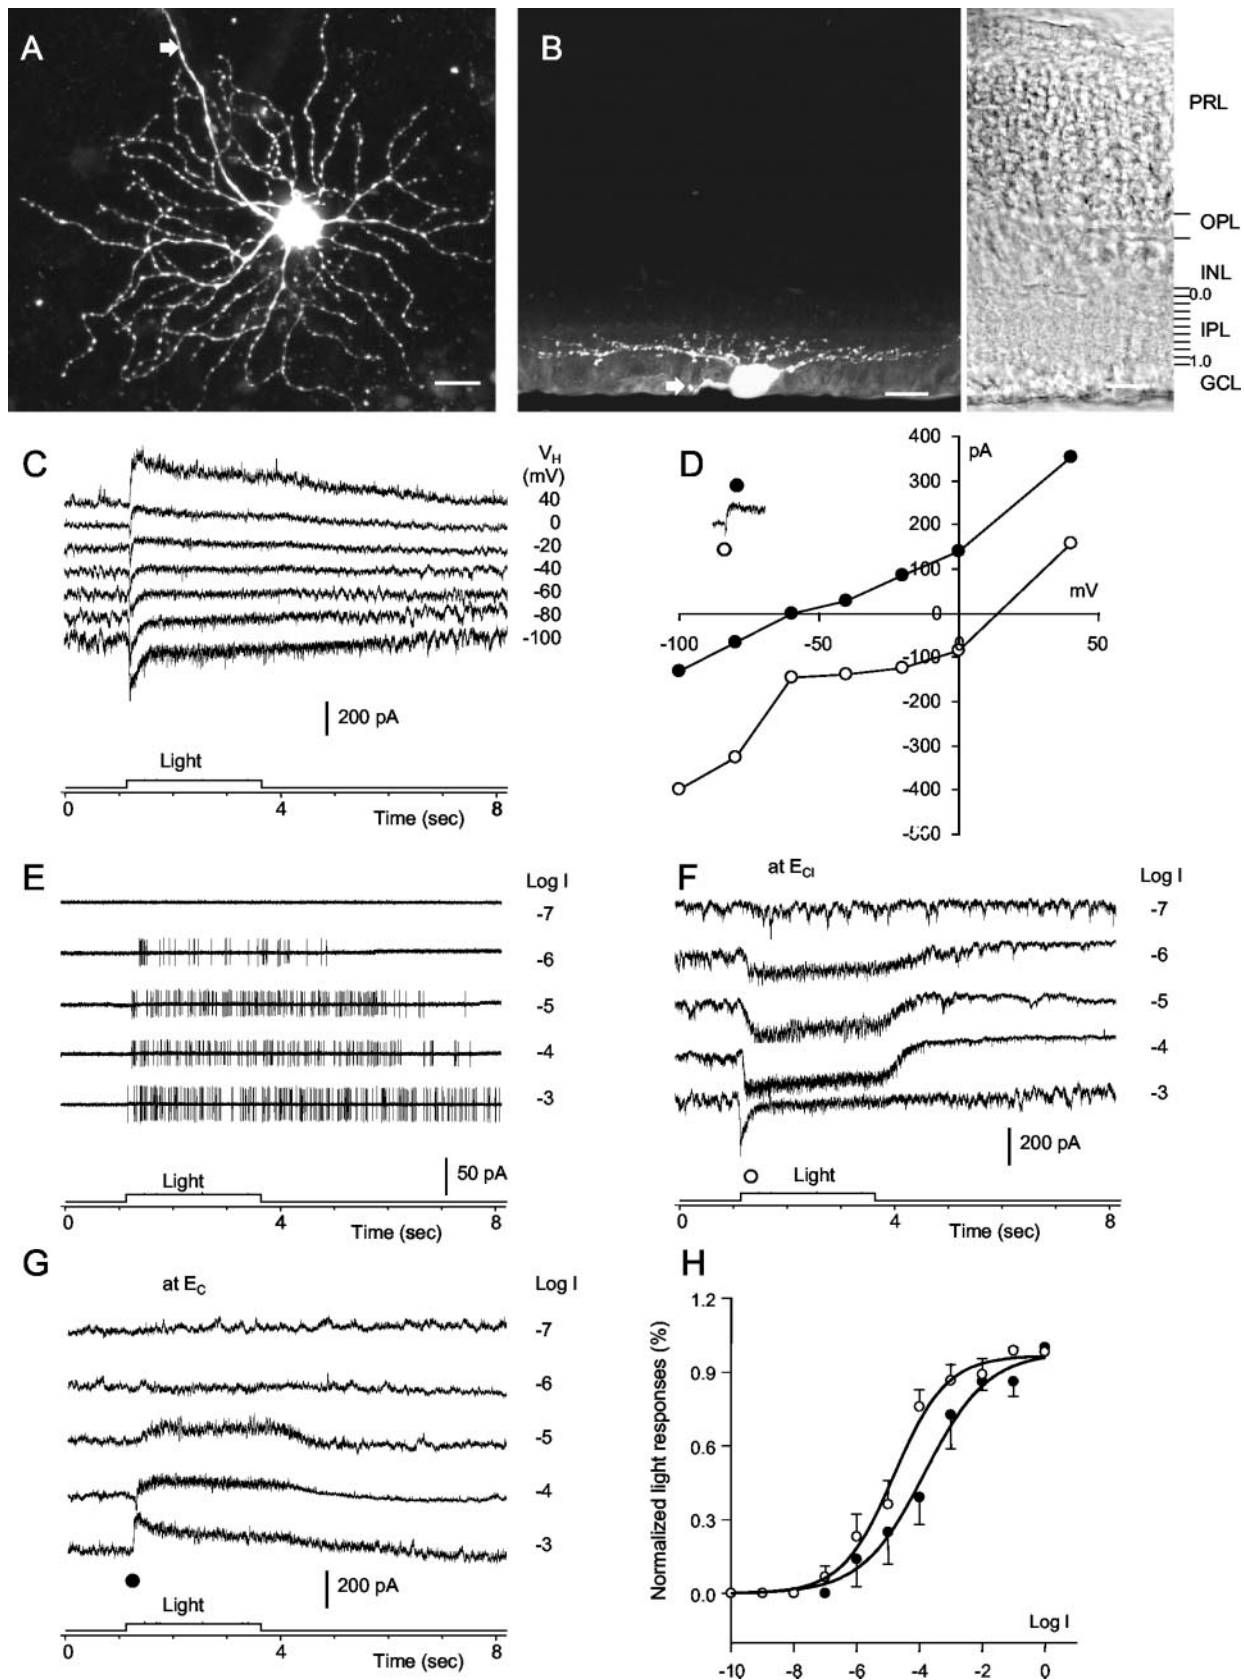 A
B
PRL
OPL
INL
0.0
IPL
1.0
GCL
C
VH
(mV)
40
0
-20
-40
-60
-80
-100
200 pA
Light
0 4 8
Time (sec)
D
pA
400
300
200
100
0
mV
-100 -50 0 50
-100
-200
-300
-400
-500
E
Log I
-7
-6
-5
-4
-3
50 pA
Light
0 4 8
Time (sec)
F
at ECl
Log I
-7
-6
-5
-4
-3
200 pA
Light
0 4 8
Time (sec)
G
at EC
Log I
-7
-6
-5
-4
-3
200 pA
Light
0 4 8
Time (sec)
H
Normalized light responses (%)
1.2
0.9
0.6
0.3
0.0
Log I
-10 -8 -6 -4 -2 0